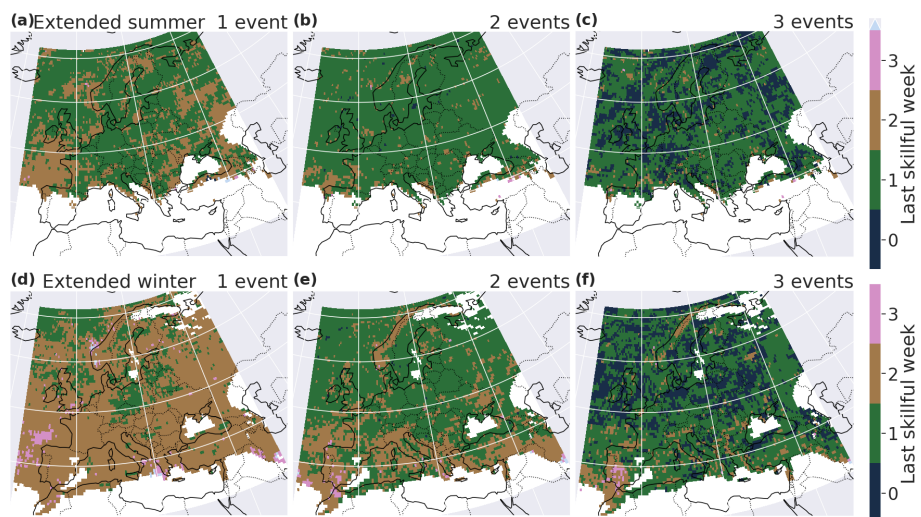 (a) Extended summer 1 event
(b) 2 events
(c) 3 events
3
2
1
0
Last skillful week
(d) Extended winter 1 event
(e) 2 events
(f) 3 events
3
2
1
0
Last skillful week